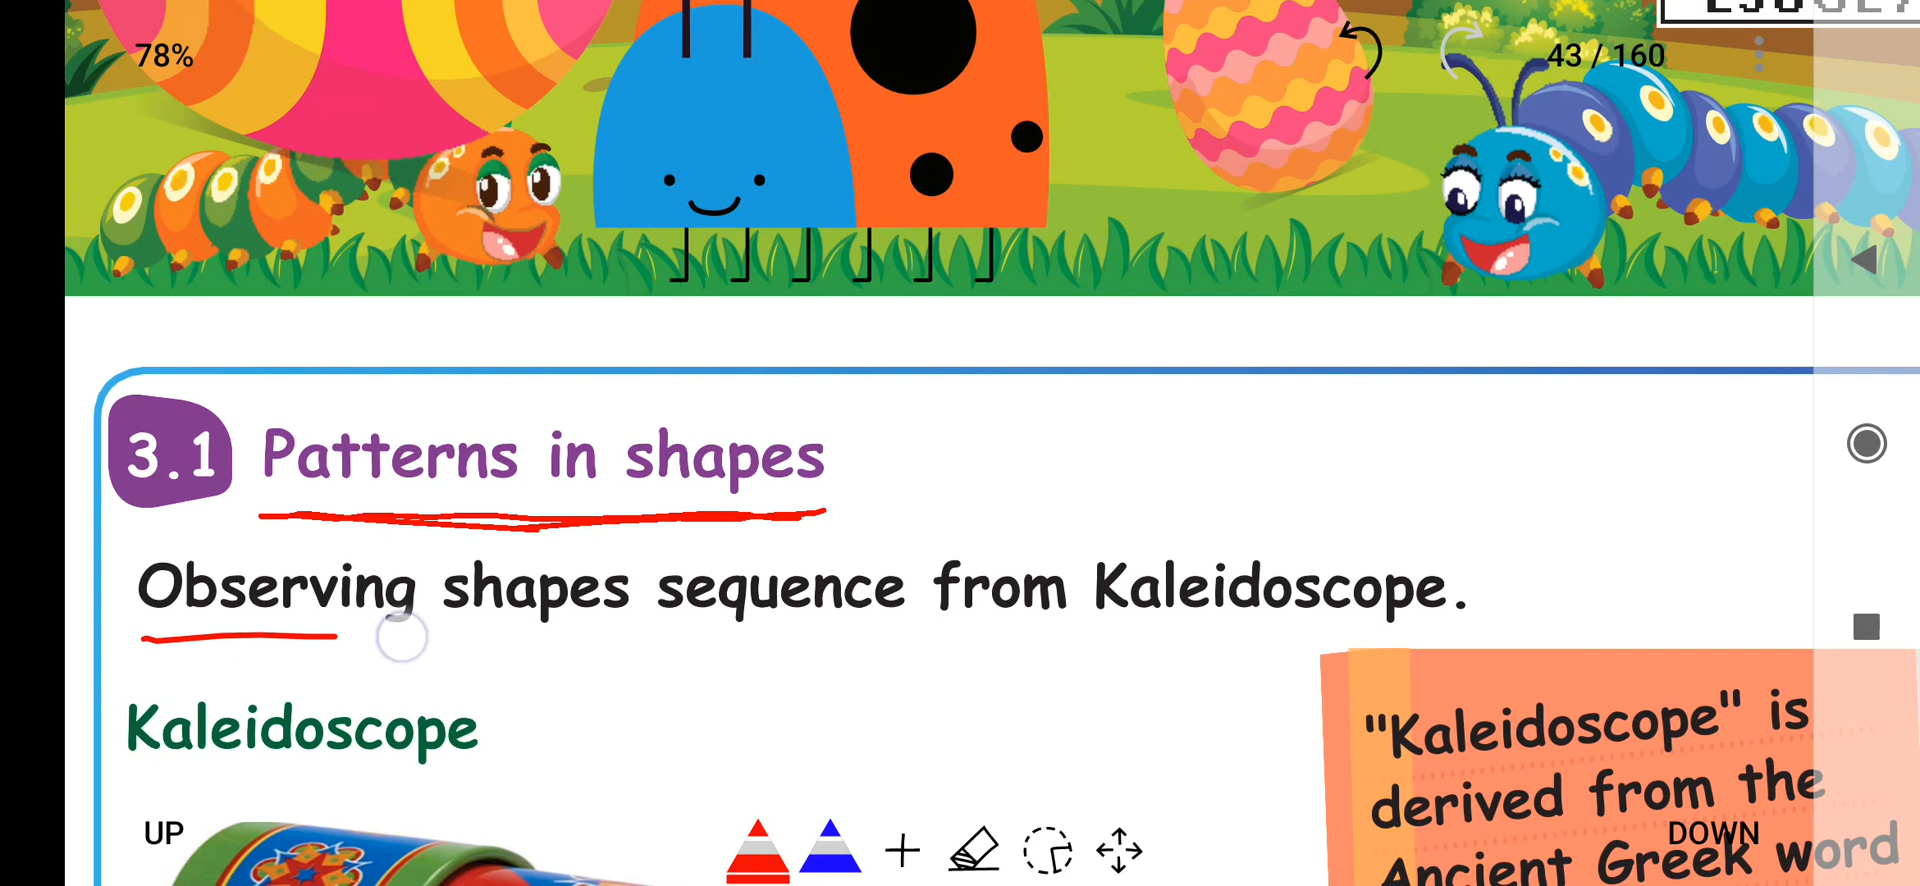 78%
43 / 160
3.1 Patterns in shapes
Observing shapes sequence from Kaleidoscope.
Kaleidoscope
"Kaleidoscope" is
derived from the
Ancient Greek word
UP
DOWN